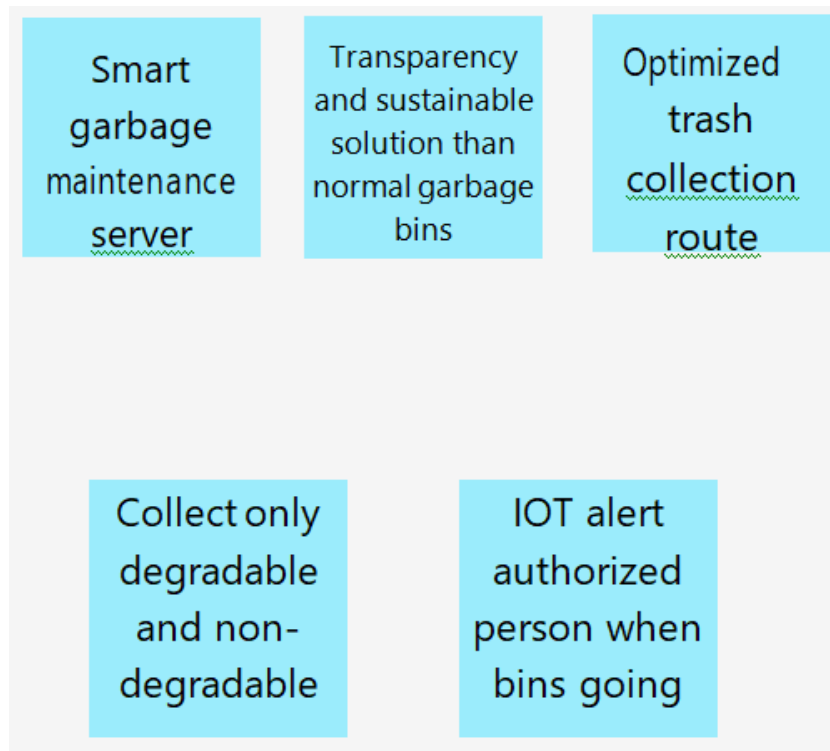 Smart
garbage
maintenance
server
Transparency
and sustainable
solution than
normal garbage
bins
Optimized
trash
collection
route
Collect only
degradable
and non-
degradable
IOT alert
authorized
person when
bins going